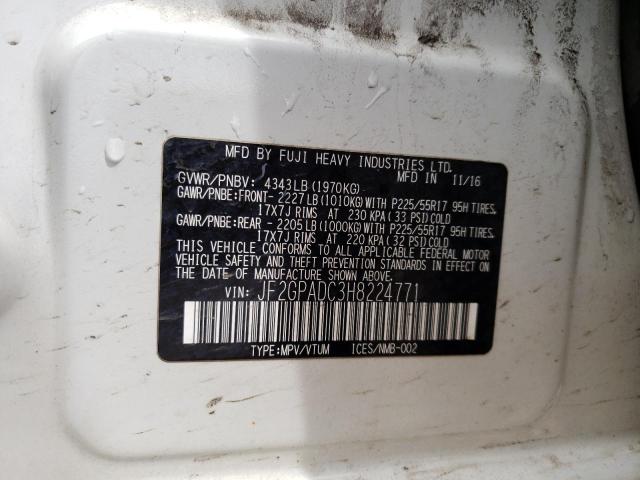 MFD BY FUJI HEAVY INDUSTRIES LTD.
MFD IN 11/16
GVWR/PNBV: 4343LB(1970KG)
GAWR/PNBE:FRONT- 2227LB(1010KG)WITH P225/55R17 95H TIRES,
17X7J RIMS AT 230 KPA(33 PSI)COLD
GAWR/PNBE:REAR - 2205LB(1000KG)WITH P225/55R17 95H TIRES,
17X7J RIMS AT 220 KPA(32 PSI)COLD
THIS VEHICLE CONFORMS TO ALL APPLICABLE FEDERAL MOTOR
VEHICLE SAFETY AND THEFT PREVENTION STANDARDS IN EFFECT
ON THE DATE OF MANUFACTURE SHOWN ABOVE.
VIN: JF2GPADC3H8224771
TYPE:MPV/VTUM ICES/NMB-002